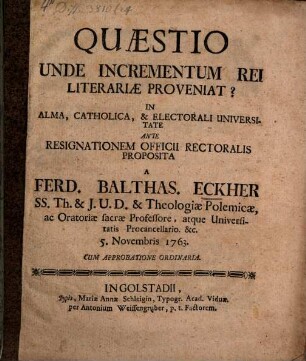 QUÆSTIO
UNDE INCREMENTUM REI
LITERARIÆ PROVENIAT?
IN
ALMA, CATHOLICA, & ELECTORALI UNIVERSI-
TATE
ANTE
RESIGNATIONEM OFFICII RECTORALIS
PROPOSITA
A
FERD. BALTHAS. ECKHER
SS. Th. & J. U. D. & Theologiæ Polemicæ,
ac Oratoriæ sacræ Professore, atque Universi-
tatis Procancellario. &c.
5. Novembris 1763.
CUM APPROBATIONE ORDINARIA.
INGOLSTADII,
Typis, Mariæ Annæ Schleigin, Typogr. Acad. Viduæ,
per Antonium Weissengruber, p. t. Factorem.